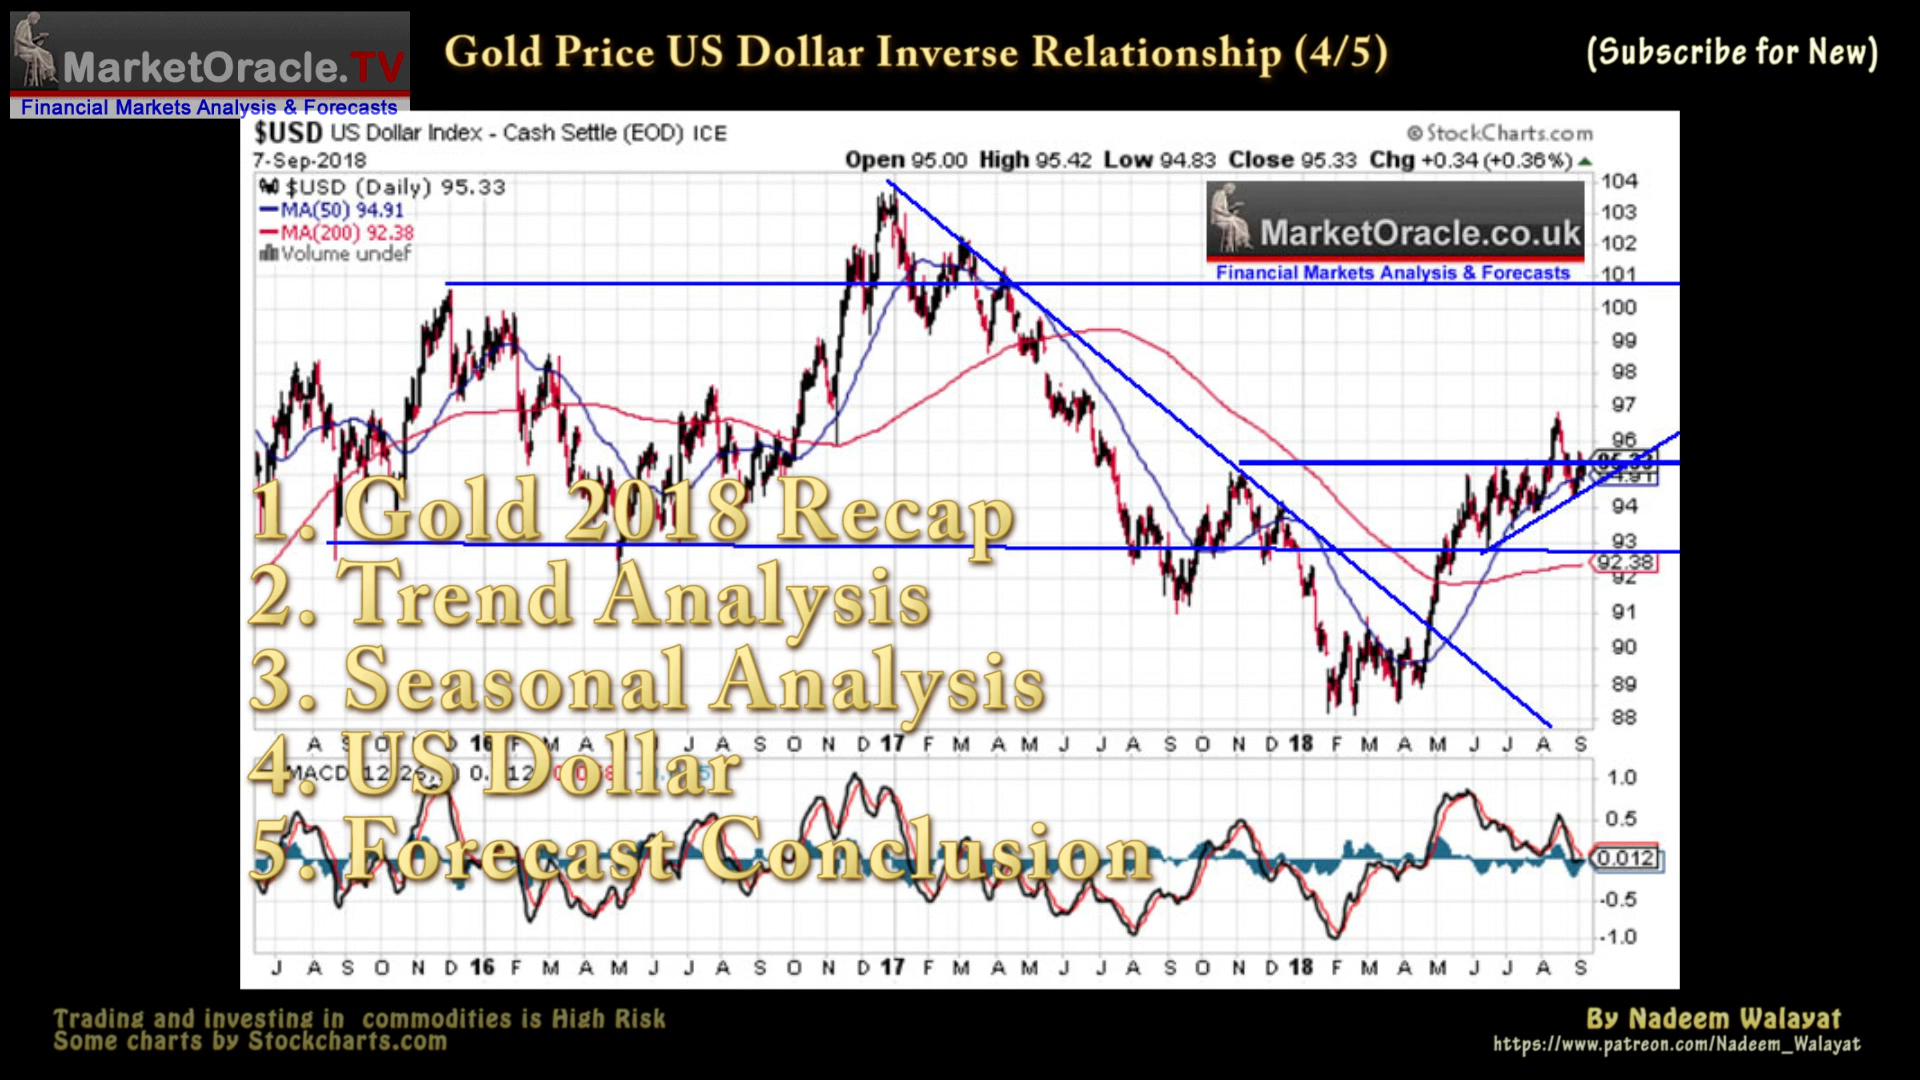 MarketOracle.TV
Financial Markets Analysis & Forecasts
Gold Price US Dollar Inverse Relationship (4/5)
(Subscribe for New)
$USD US Dollar Index - Cash Settle (EOD) ICE
© StockCharts.com
7-Sep-2018
Open 95.00 High 95.42 Low 94.83 Close 95.33 Chg +0.34 (+0.36%)
$USD (Daily) 95.33
MA(50) 94.91
MA(200) 92.38
Volume undef
MarketOracle.co.uk
Financial Markets Analysis & Forecasts
104
103
102
101
100
99
98
97
96
95.33
94.91
94
93
92.38
92
91
90
89
88
1. Gold 2018 Recap
2. Trend Analysis
3. Seasonal Analysis
4. US Dollar
5. Forecast Conclusion
A S O D 16 F M A J A S O N D 17 F M A J J A S O N D 18 F M A M J J A S
1.0
0.5
0.012
-0.5
-1.0
J A S O N D 16 F M A M J J A S O N D 17 F M A M J J A S O N D 18 F M A M J J A S
Trading and investing in commodities is High Risk
Some charts by Stockcharts.com
By Nadeem Walayat
https://www.patreon.com/Nadeem_Walayat